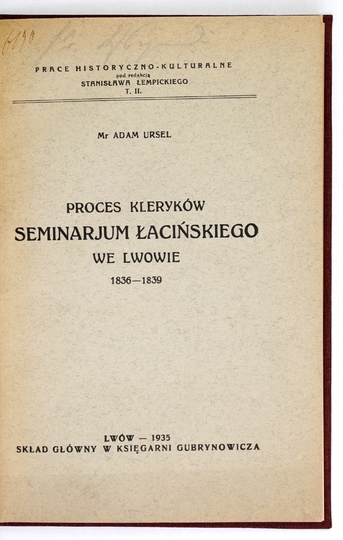 PRACE HISTORYCZNO-KULTURALNE
pod redakcją
STANISŁAWA ŁEMPICKIEGO
T. II.
Mr ADAM URSEL
PROCES KLERYKÓW
SEMINARJUM ŁACIŃSKIEGO
WE LWOWIE
1836—1839
LWÓW — 1935
SKŁAD GŁÓWNY W KSIĘGARNI GUBRYNOWICZA